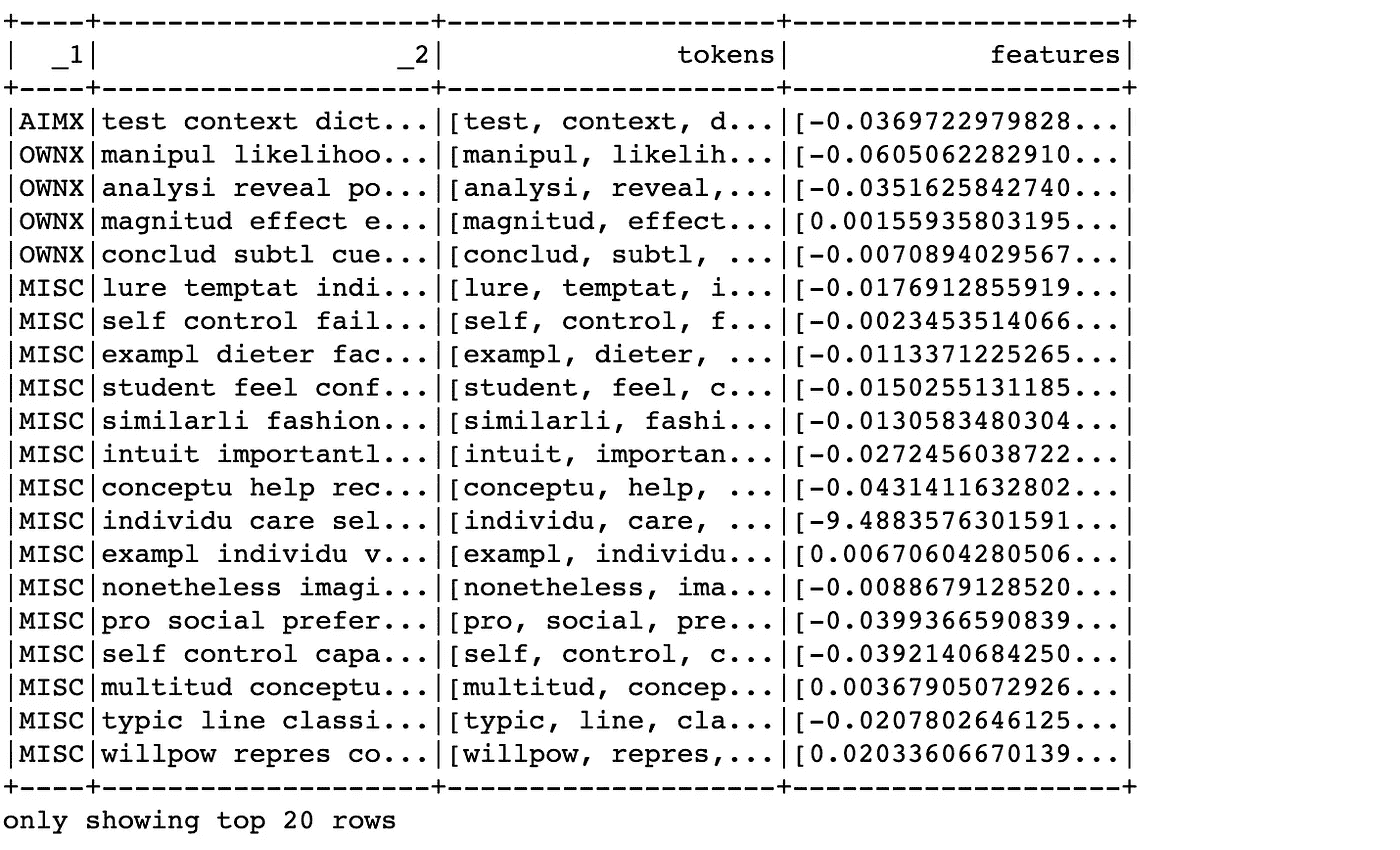 +----+--------------------+--------------------+--------------------+
|  _1|                  _2|              tokens|            features|
+----+--------------------+--------------------+--------------------+
|AIMX|test context dict...|[test, context, d...|[-0.0369722979828...|
|OWNX|manipul likelihoo...|[manipul, likelih...|[-0.0605062282910...|
|OWNX|analysi reveal po...|[analysi, reveal,...|[-0.0351625842740...|
|OWNX|magnitud effect e...|[magnitud, effect...|[0.00155935803195...|
|OWNX|conclud subtl cue...|[conclud, subtl, ...|[-0.0070894029567...|
|MISC|lure temptat indi...|[lure, temptat, i...|[-0.0176912855919...|
|MISC|self control fail...|[self, control, f...|[-0.0023453514066...|
|MISC|exampl dieter fac...|[exampl, dieter, ...|[-0.0113371225265...|
|MISC|student feel conf...|[student, feel, c...|[-0.0150255131185...|
|MISC|similarli fashion...|[similarli, fashi...|[-0.0130583480304...|
|MISC|intuit importantl...|[intuit, importan...|[-0.0272456038722...|
|MISC|conceptu help rec...|[conceptu, help, ...|[-0.0431411632802...|
|MISC|individu care sel...|[individu, care, ...|[-9.4883576301591...|
|MISC|exampl individu v...|[exampl, individu...|[0.00670604280506...|
|MISC|nonetheless imagi...|[nonetheless, ima...|[-0.0088679128520...|
|MISC|pro social prefer...|[pro, social, pre...|[-0.0399366590839...|
|MISC|self control capa...|[self, control, c...|[-0.0392140684250...|
|MISC|multitud conceptu...|[multitud, concep...|[0.00367905072926...|
|MISC|typic line classi...|[typic, line, cla...|[-0.0207802646125...|
|MISC|willpow repres co...|[willpow, repres,...|[0.02033606670139...|
+----+--------------------+--------------------+--------------------+
only showing top 20 rows